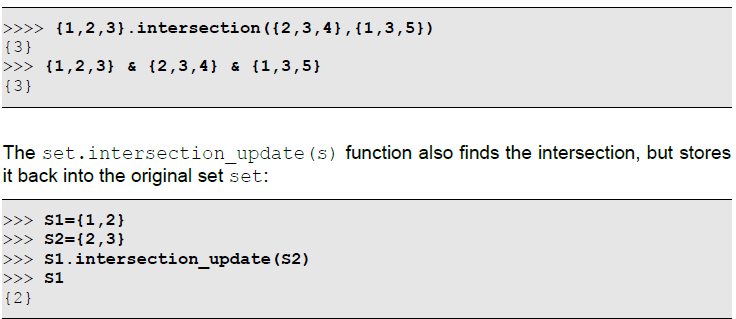 >>>> {1,2,3}.intersection({2,3,4},{1,3,5})
{3}
>>> {1,2,3} & {2,3,4} & {1,3,5}
{3}
The set.intersection_update(s) function also finds the intersection, but stores
it back into the original set set:
>>> S1={1,2}
>>> S2={2,3}
>>> S1.intersection_update(S2)
>>> S1
{2}